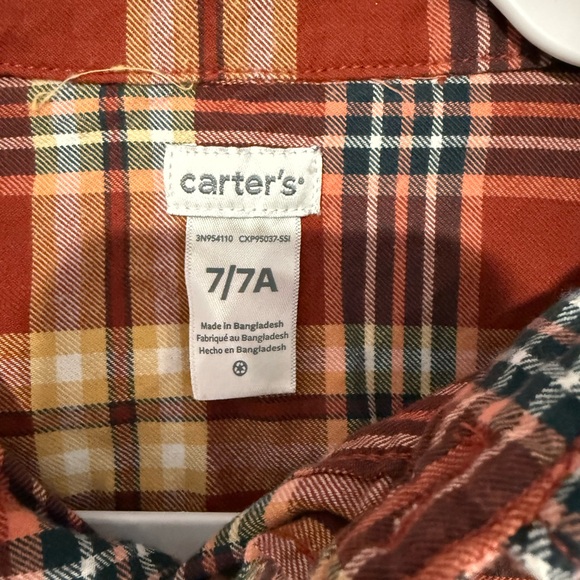 carter's
3N954110 CXP95037-SSI
7/7A
Made in Bangladesh
Fabriqué au Bangladesh
Hecho en Bangladesh